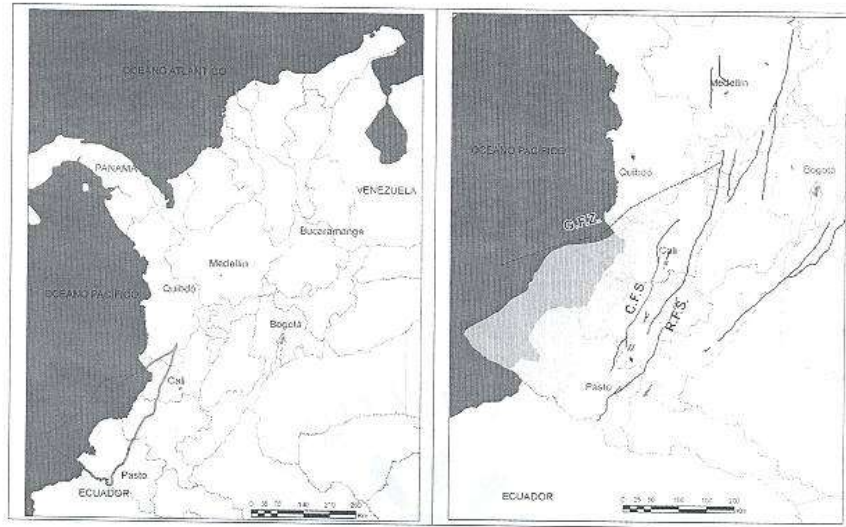 OCEANO ATLANTICO
PANAMA
VENEZUELA
Bucaramanga
Medellin
OCEANO PACIFICO
Quibdó
Bogotá
Cali
Pasto
ECUADOR
Medellin
OCEANO PACIFICO
Quibdó
Bogotá
G.F.Z.
Cali
C.F.S.
R.F.S.
Pasto
ECUADOR